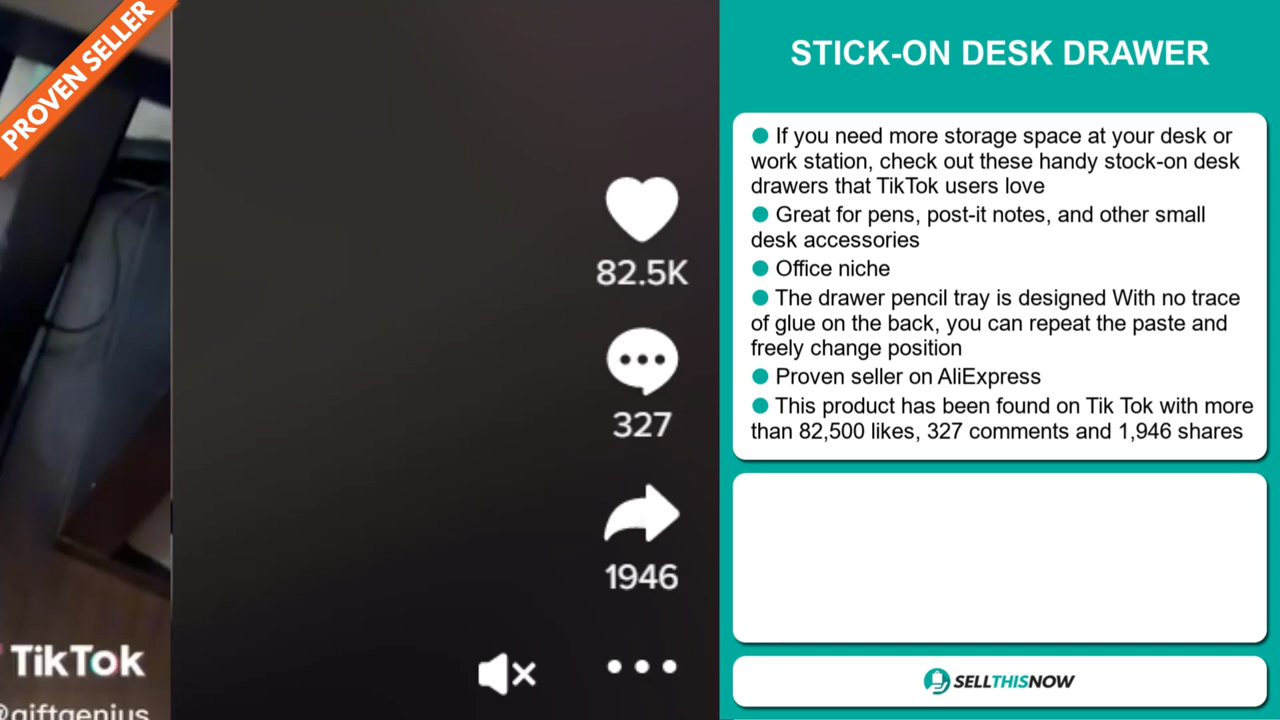 PROVEN SELLER
82.5K
327
1946
TikTok
@giftgenius
STICK-ON DESK DRAWER
If you need more storage space at your desk or
work station, check out these handy stock-on desk
drawers that TikTok users love
Great for pens, post-it notes, and other small
desk accessories
Office niche
The drawer pencil tray is designed With no trace
of glue on the back, you can repeat the paste and
freely change position
Proven seller on AliExpress
This product has been found on Tik Tok with more
than 82,500 likes, 327 comments and 1,946 shares
SELLTHISNOW